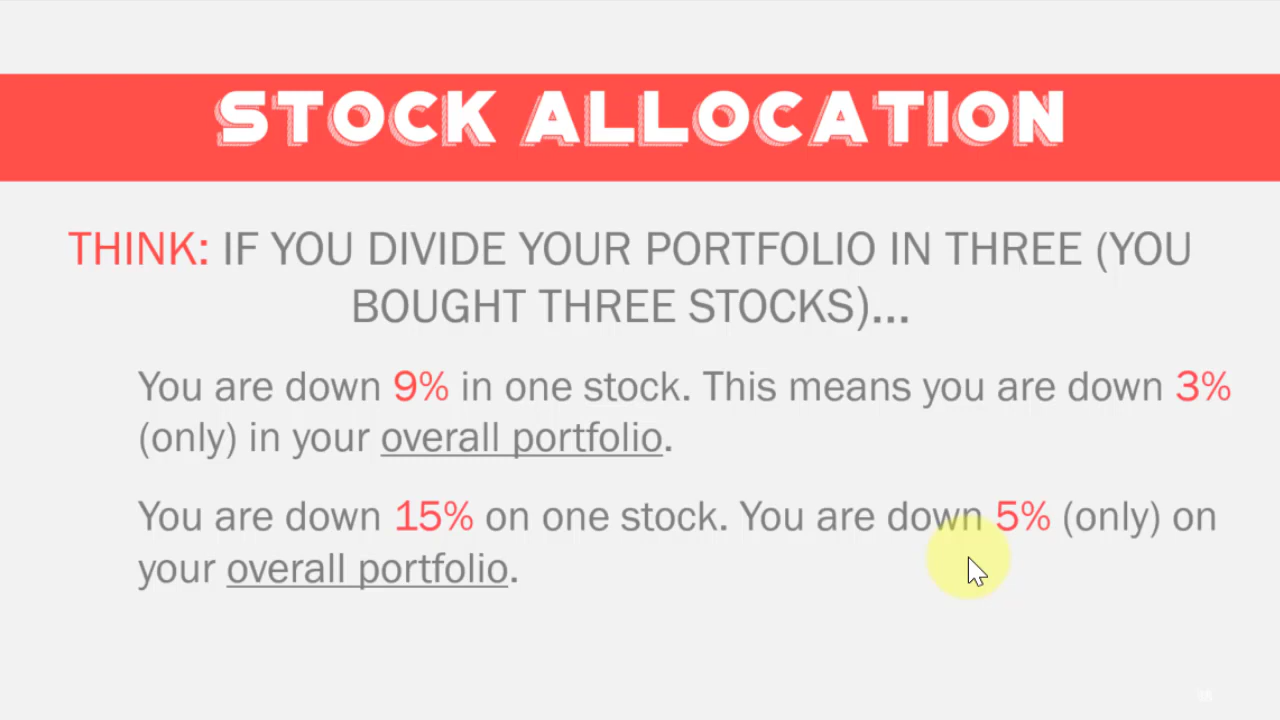 STOCK ALLOCATION
THINK: IF YOU DIVIDE YOUR PORTFOLIO IN THREE (YOU
BOUGHT THREE STOCKS)...
You are down 9% in one stock. This means you are down 3%
(only) in your overall portfolio.
You are down 15% on one stock. You are down 5% (only) on
your overall portfolio.